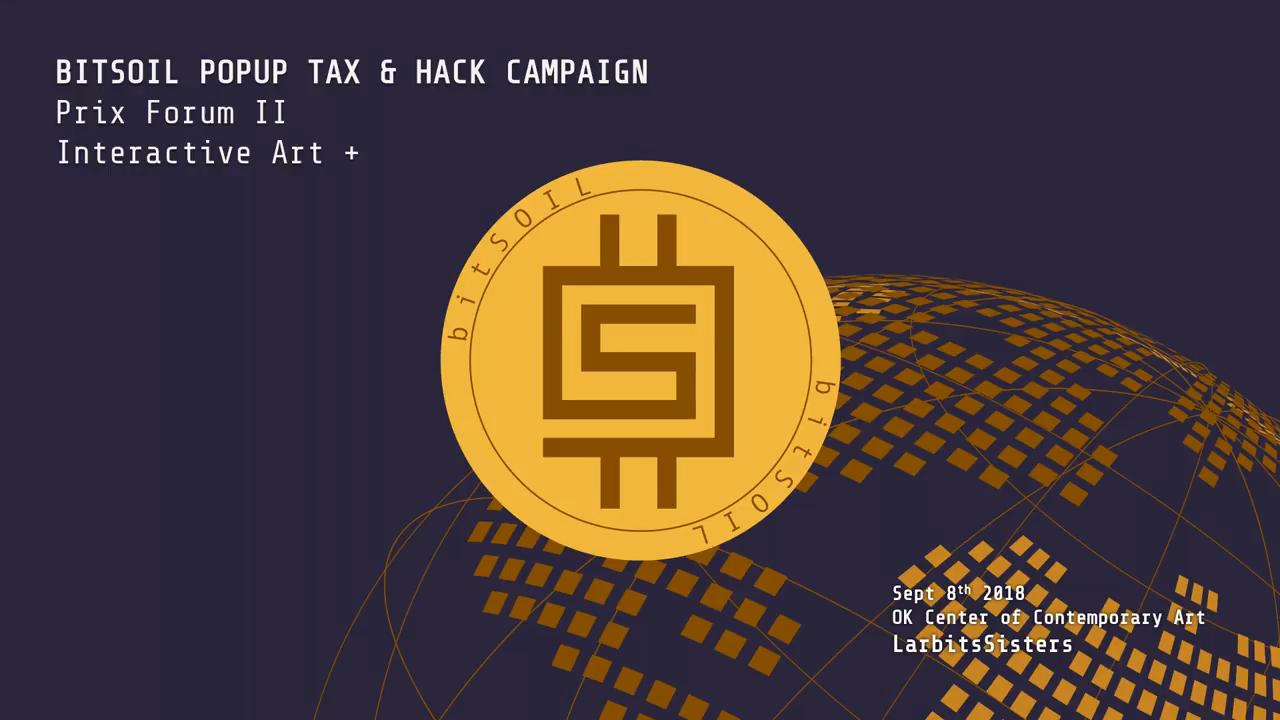 BITSOIL POPUP TAX & HACK CAMPAIGN
Prix Forum II
Interactive Art +
bitSOIL
bitSOIL
Sept 8th 2018
OK Center of Contemporary Art
LarbitsSisters